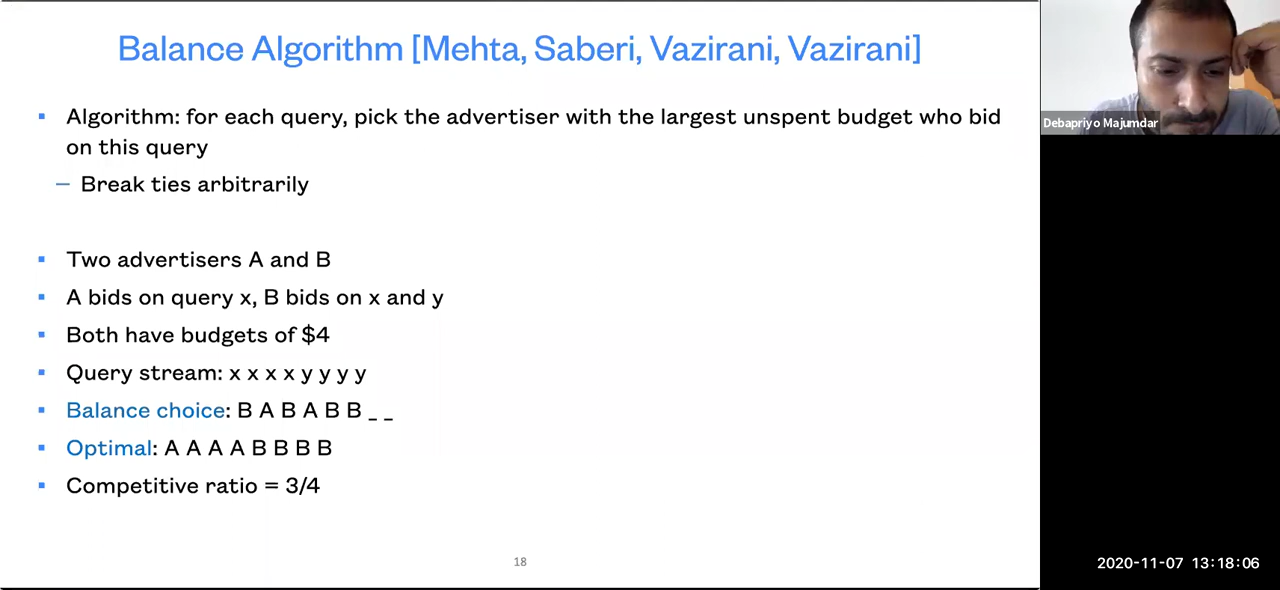 Balance Algorithm [Mehta, Saberi, Vazirani, Vazirani]
▪ Algorithm: for each query, pick the advertiser with the largest unspent budget who bid
on this query
– Break ties arbitrarily
▪ Two advertisers A and B
▪ A bids on query x, B bids on x and y
▪ Both have budgets of $4
▪ Query stream: x x x x y y y y
▪ Balance choice: B A B A B B _ _
▪ Optimal: A A A A B B B B
▪ Competitive ratio = 3/4
18
Debapriyo Majumdar
2020-11-07 13:18:06